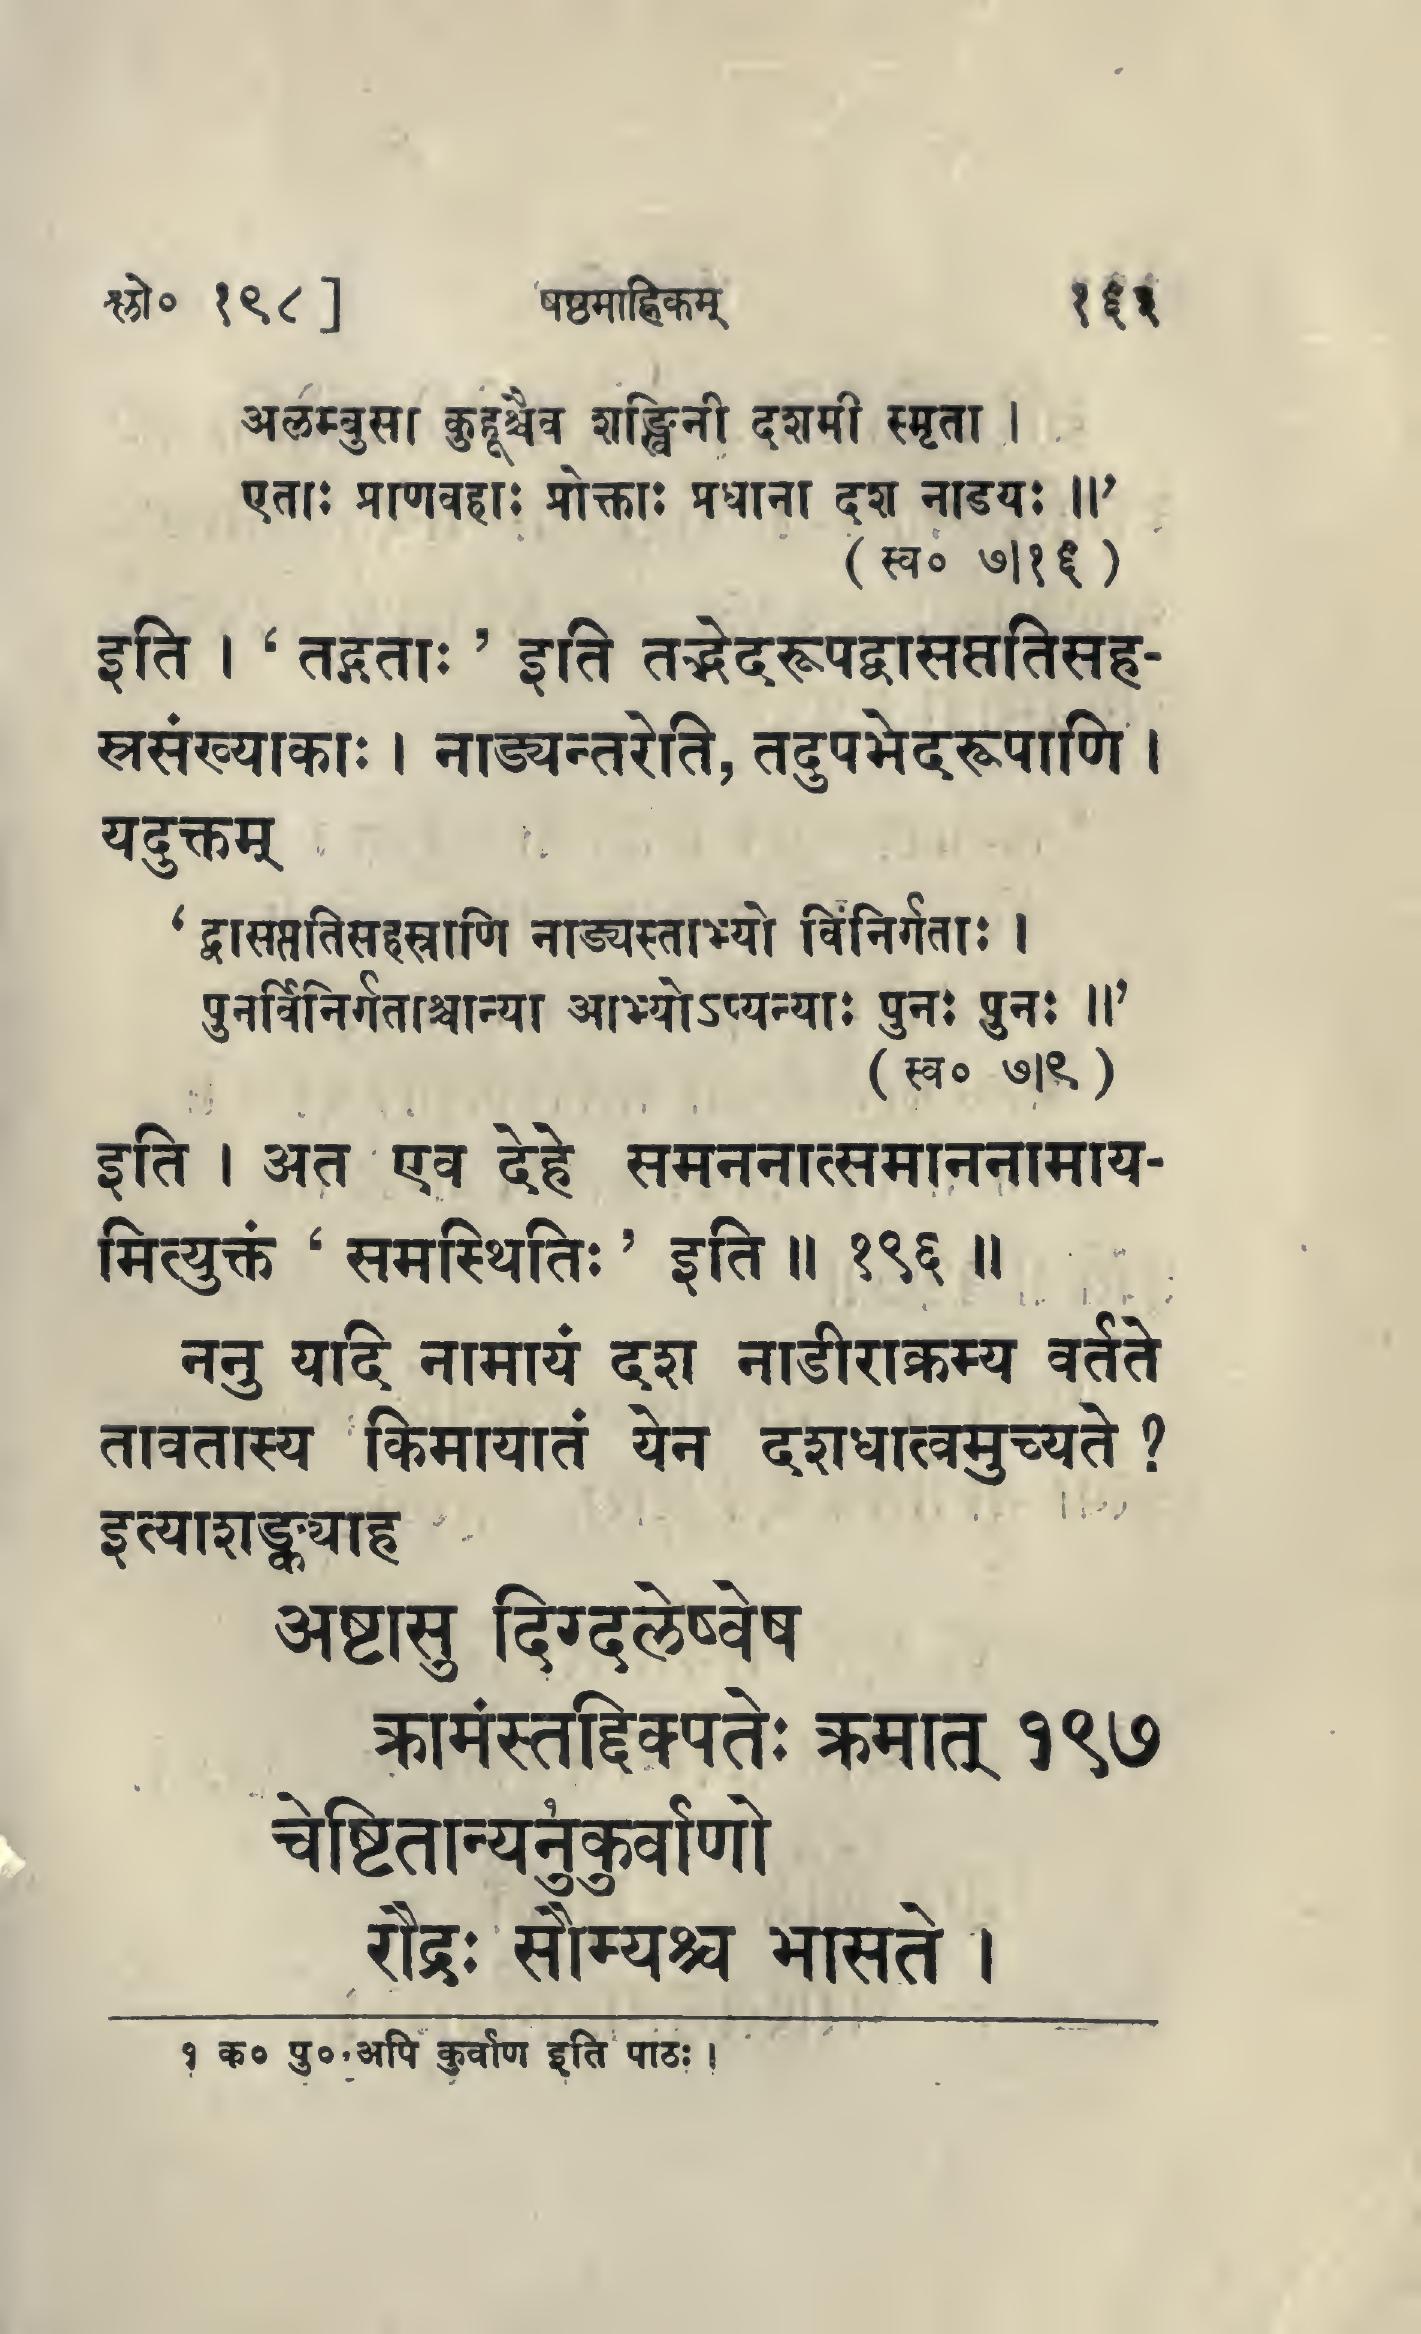 श्लो० १९८]
षष्ठमाह्निकम्
अलम्बुसा कुहूश्चैव शङ्खिनी दशमी स्मृता ।
एताः प्राणवहाः प्रोक्ताः प्रधाना दश नाडयः ॥’
( स्व० ७।१६ )
इति । ‘ तद्गताः ’ इति तद्भेदरूपद्वासप्ततिसह-
स्रसंख्याकाः । नाड्यन्तरेति, तदुपभेदरूपाणि ।
यदुक्तम्
‘ द्वासप्ततिसहस्राणि नाड्यस्ताभ्यो विनिर्गताः ।
पुनर्विनिर्गताश्चान्या आभ्योऽप्यन्याः पुनः पुनः ॥’
( स्व० ७।९ )
इति । अत एव देहे समननात्समाननामाय-
मित्युक्तं ‘ समस्थितिः ’ इति ॥ १९६ ॥
ननु यदि नामायं दश नाडीराक्रम्य वर्तते
तावतास्य किमायातं येन दशधात्वमुच्यते ?
इत्याशङ्क्याह
अष्टासु दिग्दलेष्वेष
क्रामंस्तद्दिक्पतेः क्रमात् १९७
चेष्टितान्यनु१कुर्वाणो
रौद्रः सौम्यश्च भासते ।
१ क० पु० अपि कुर्वाण इति पाठः ।